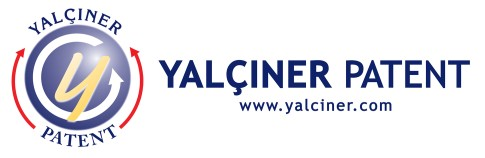 YALÇINER
y
PATENT
YALÇINER PATENT
www.yalciner.com